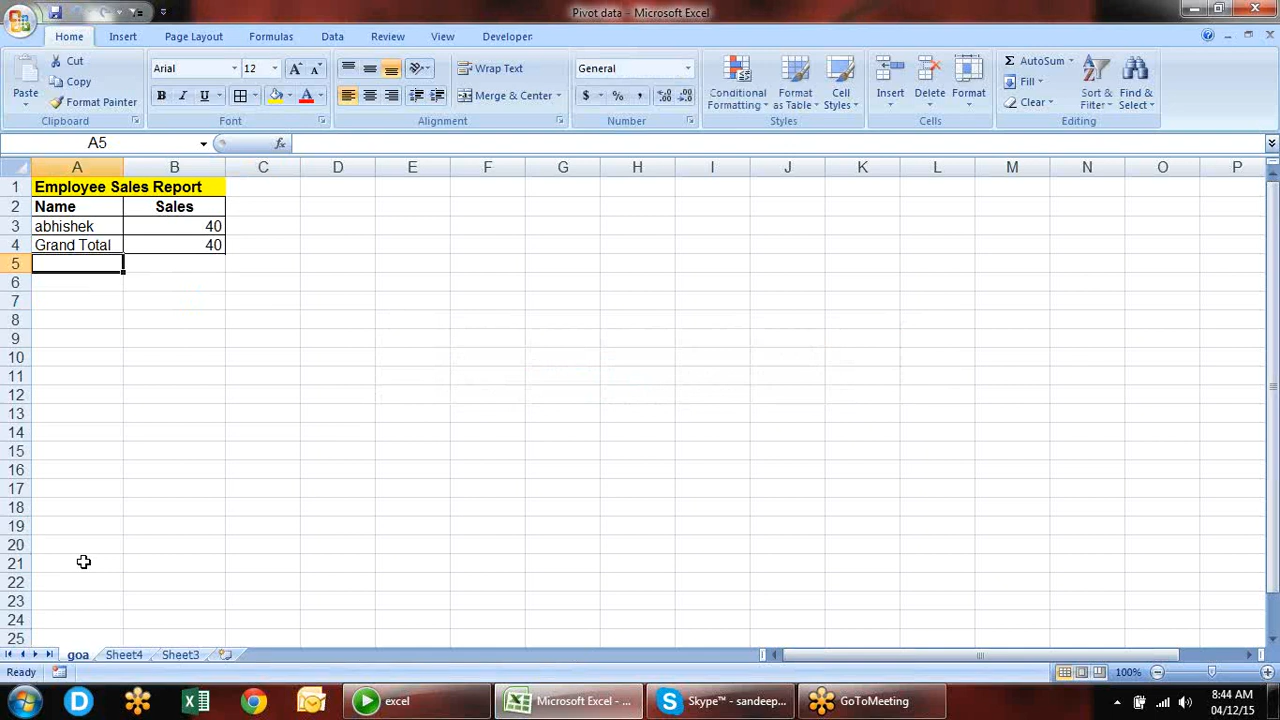 Pivot data - Microsoft Excel
Home Insert Page Layout Formulas Data Review View Developer
Paste
Cut
Copy
Format Painter
Clipboard
Arial 12
B I U
Font
Wrap Text
Merge & Center
Alignment
General
$ % ,
Number
Conditional Formatting
Format as Table
Cell Styles
Styles
Insert Delete Format
Cells
Σ AutoSum
Fill
Clear
Sort & Filter
Find & Select
Editing
A5 fx
A B C D E F G H I J K L M N O P
1 Employee Sales Report
2 Name Sales
3 abhishek 40
4 Grand Total 40
5
6
7
8
9
10
11
12
13
14
15
16
17
18
19
20
21
22
23
24
25
goa Sheet4 Sheet3
Ready 100%
D excel Microsoft Excel - ... Skype™ - sandeep... GoToMeeting
8:44 AM
04/12/15